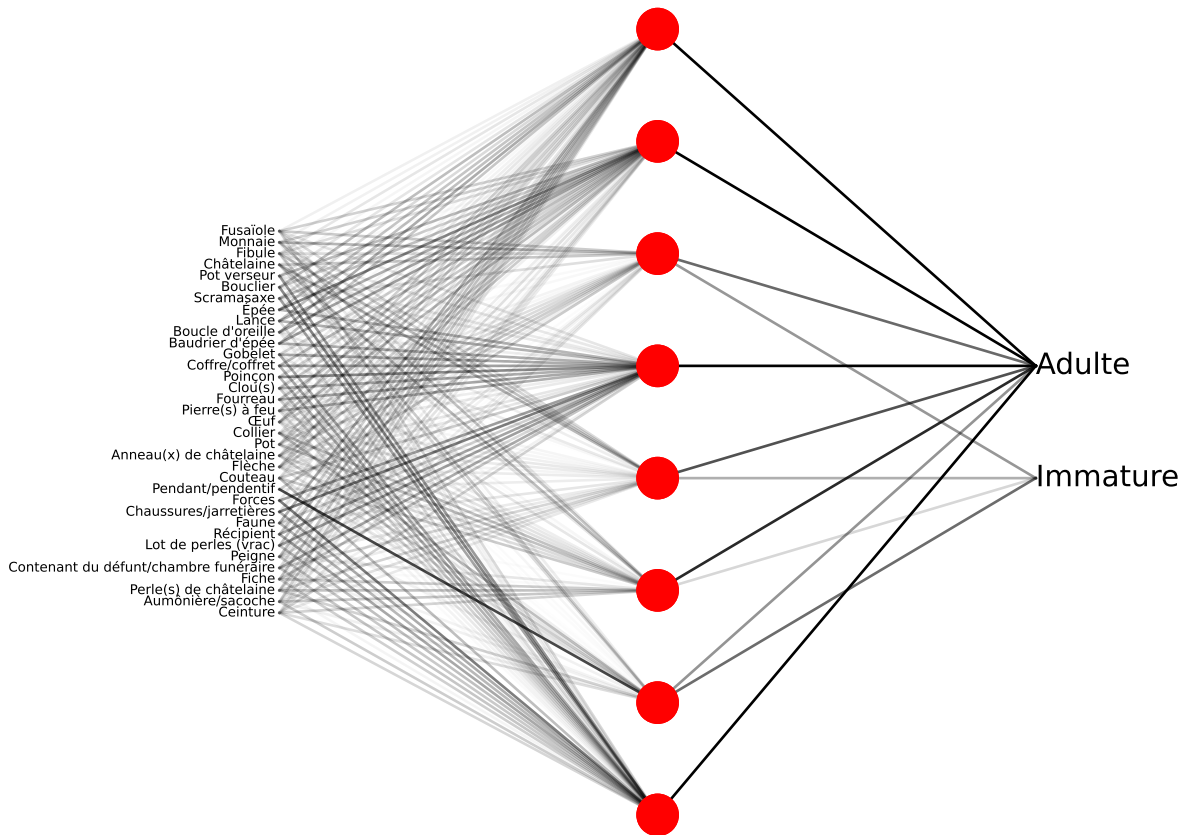 Fusaïole
Monnaie
Fibule
Châtelaine
Pot verseur
Bouclier
Scramasaxe
Épée
Lance
Boucle d'oreille
Baudrier d'épée
Gobelet
Coffre/coffret
Poinçon
Clou(s)
Fourreau
Pierre(s) à feu
Œuf
Collier
Pot
Anneau(x) de châtelaine
Flèche
Couteau
Pendant/pendentif
Forces
Chaussures/jarretières
Faune
Récipient
Lot de perles (vrac)
Peigne
Contenant du défunt/chambre funéraire
Fiche
Perle(s) de châtelaine
Aumônière/sacoche
Ceinture
Adulte
Immature